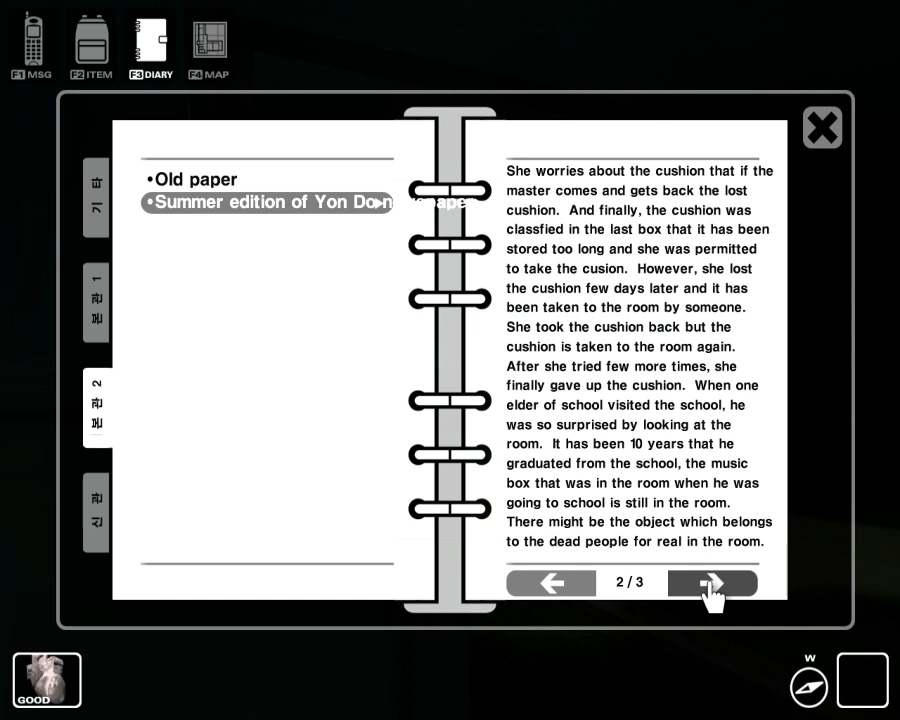 F1 MSG
F2 ITEM
F3 DIARY
F4 MAP
기타
본관 1
본관 2
신관
•Old paper
•Summer edition of Yon Do
She worries about the cushion that if the
master comes and gets back the lost
cushion.  And finally, the cushion was
classfied in the last box that it has been
stored too long and she was permitted
to take the cusion.  However, she lost
the cushion few days later and it has
been taken to the room by someone.
She took the cushion back but the
cushion is taken to the room again.
After she tried few more times, she
finally gave up the cushion.  When one
elder of school visited the school, he
was so surprised by looking at the
room.  It has been 10 years that he
graduated from the school, the music
box that was in the room when he was
going to school is still in the room.
There might be the object which belongs
to the dead people for real in the room.
2 / 3
GOOD
W